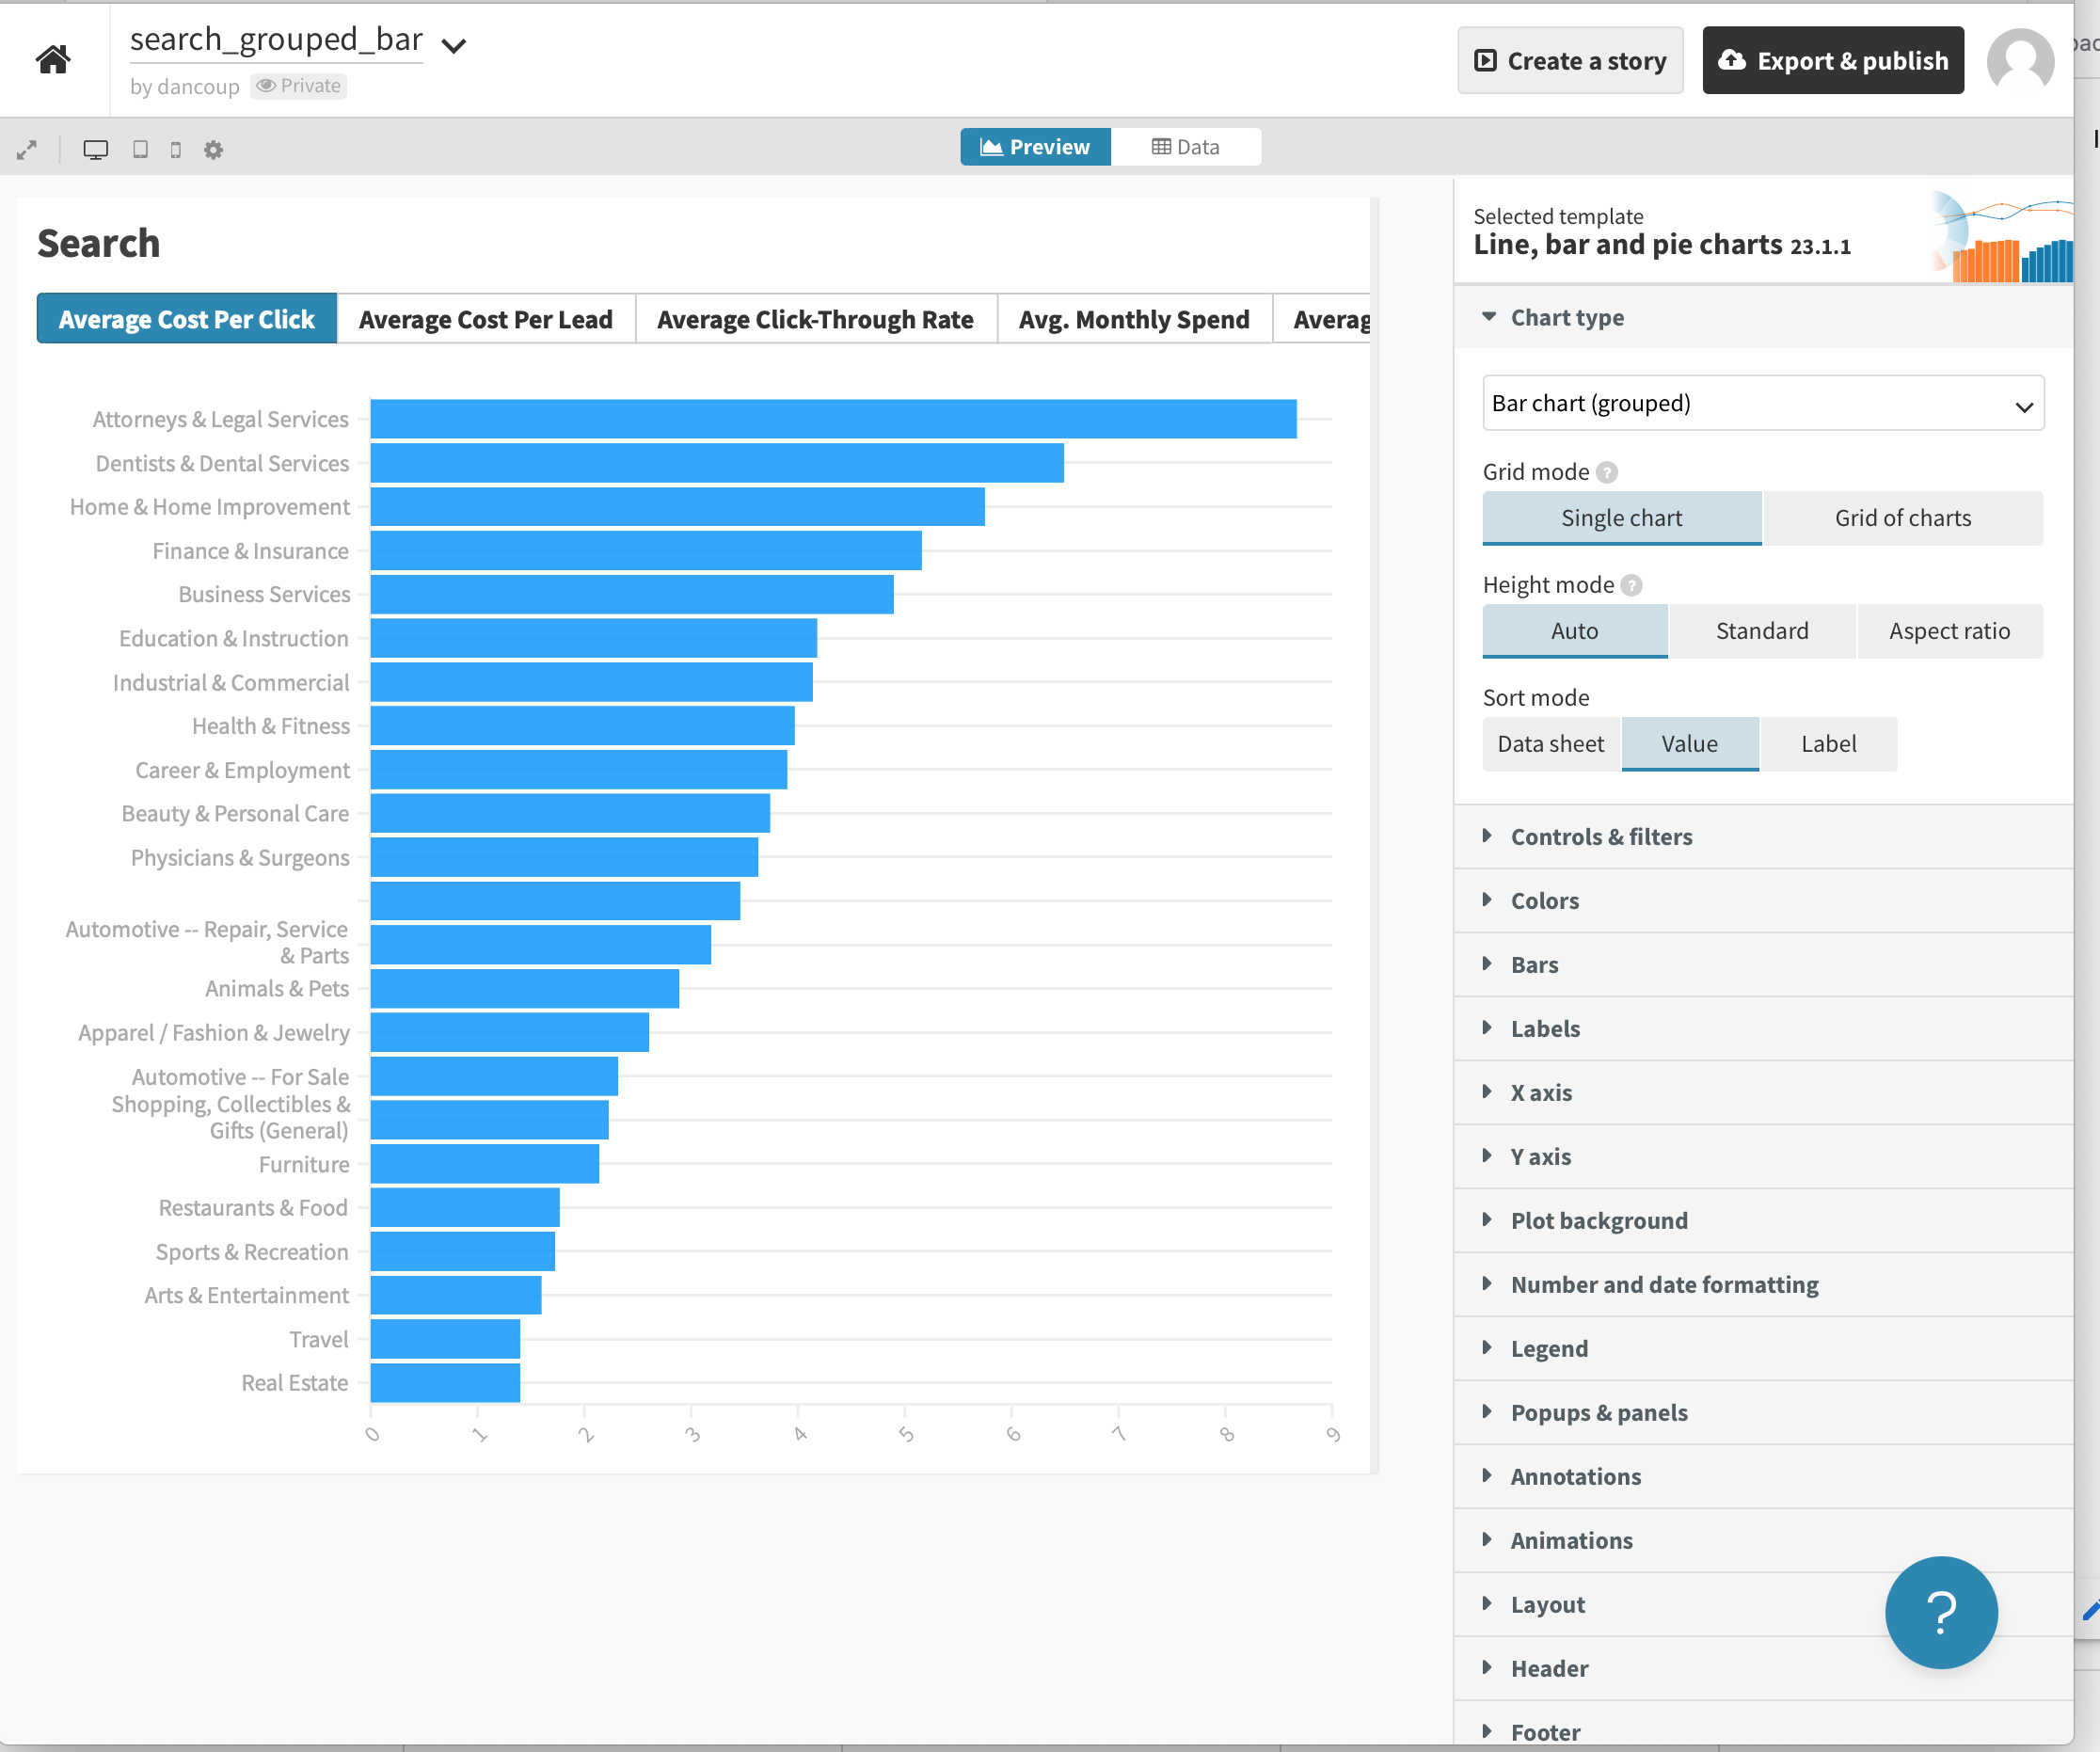 search_grouped_bar
by dancoup Private
Create a story
Export & publish
Preview
Data
Search
Average Cost Per Click
Average Cost Per Lead
Average Click-Through Rate
Avg. Monthly Spend
Averag
Attorneys & Legal Services
Dentists & Dental Services
Home & Home Improvement
Finance & Insurance
Business Services
Education & Instruction
Industrial & Commercial
Health & Fitness
Career & Employment
Beauty & Personal Care
Physicians & Surgeons
Automotive -- Repair, Service
& Parts
Animals & Pets
Apparel / Fashion & Jewelry
Automotive -- For Sale
Shopping, Collectibles &
Gifts (General)
Furniture
Restaurants & Food
Sports & Recreation
Arts & Entertainment
Travel
Real Estate
0 1 2 3 4 5 6 7 8 9
Selected template
Line, bar and pie charts 23.1.1
Chart type
Bar chart (grouped)
Grid mode ?
Single chart
Grid of charts
Height mode ?
Auto
Standard
Aspect ratio
Sort mode
Data sheet
Value
Label
Controls & filters
Colors
Bars
Labels
X axis
Y axis
Plot background
Number and date formatting
Legend
Popups & panels
Annotations
Animations
Layout
Header
Footer
?